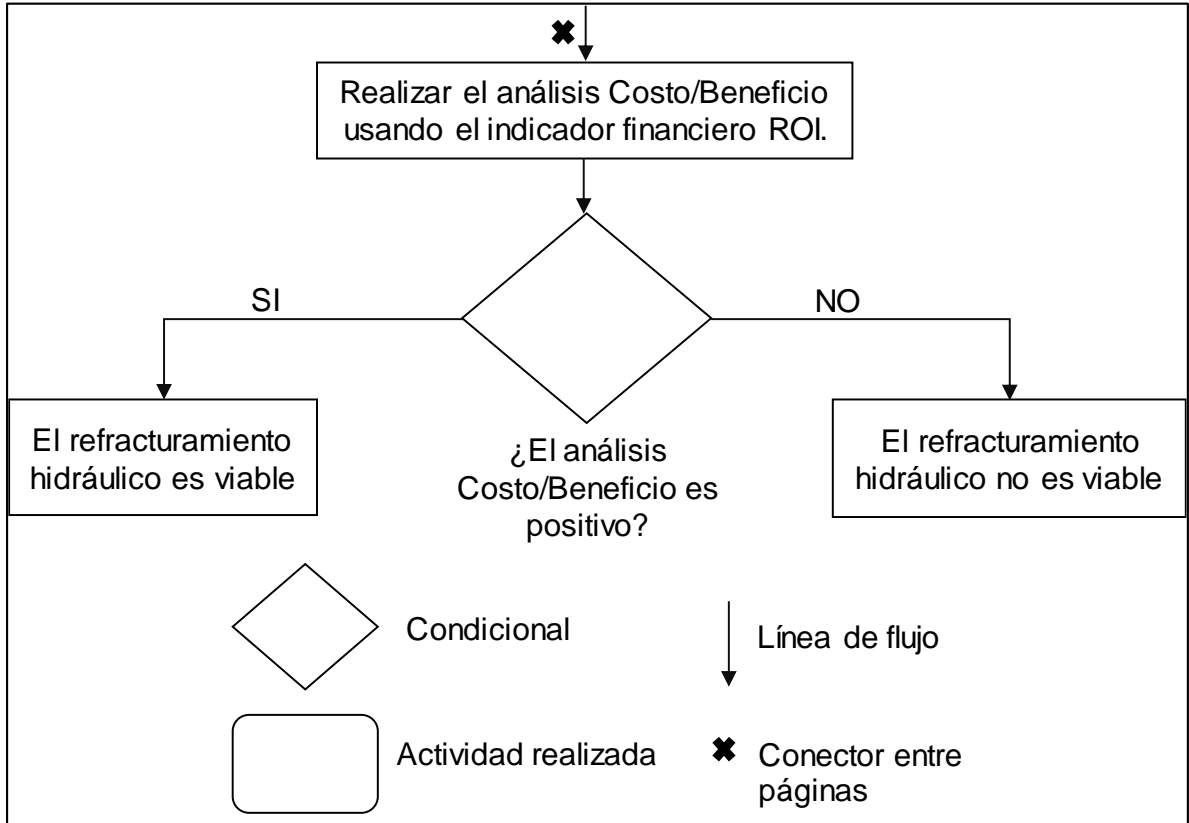 Realizar el análisis Costo/Beneficio
usando el indicador financiero ROI.
SI
NO
El refracturamiento
hidráulico es viable
¿El análisis
Costo/Beneficio es
positivo?
El refracturamiento
hidráulico no es viable
Condicional
Línea de flujo
Actividad realizada
Conector entre
páginas